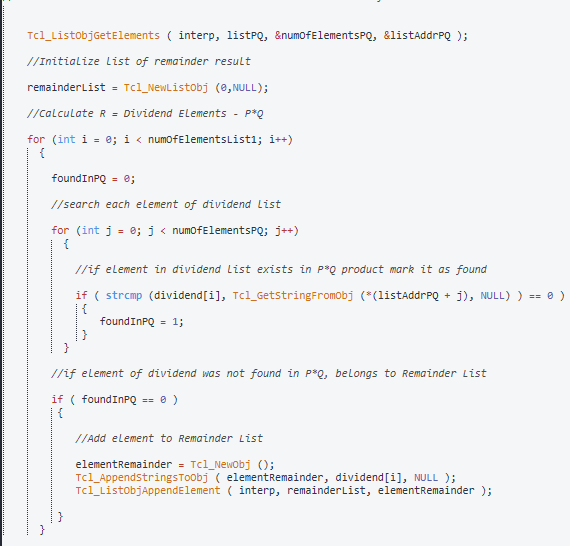 Tcl_ListObjGetElements ( interp, listPQ, &numOfElementsPQ, &listAddrPQ );
//Initialize list of remainder result
remainderList = Tcl_NewListObj (0,NULL);
//Calculate R = Dividend Elements - P*Q
for (int i = 0; i < numOfElementsList1; i++)
{
foundInPQ = 0;
//search each element of dividend list
for (int j = 0; j < numOfElementsPQ; j++)
{
//if element in dividend list exists in P*Q product mark it as found
if ( strcmp (dividend[i], Tcl_GetStringFromObj (*(listAddrPQ + j), NULL) ) == 0 )
{
foundInPQ = 1;
}
}
//if element of dividend was not found in P*Q, belongs to Remainder List
if ( foundInPQ == 0 )
{
//Add element to Remainder List
elementRemainder = Tcl_NewObj ();
Tcl_AppendStringsToObj ( elementRemainder, dividend[i], NULL );
Tcl_ListObjAppendElement ( interp, remainderList, elementRemainder );
}
}